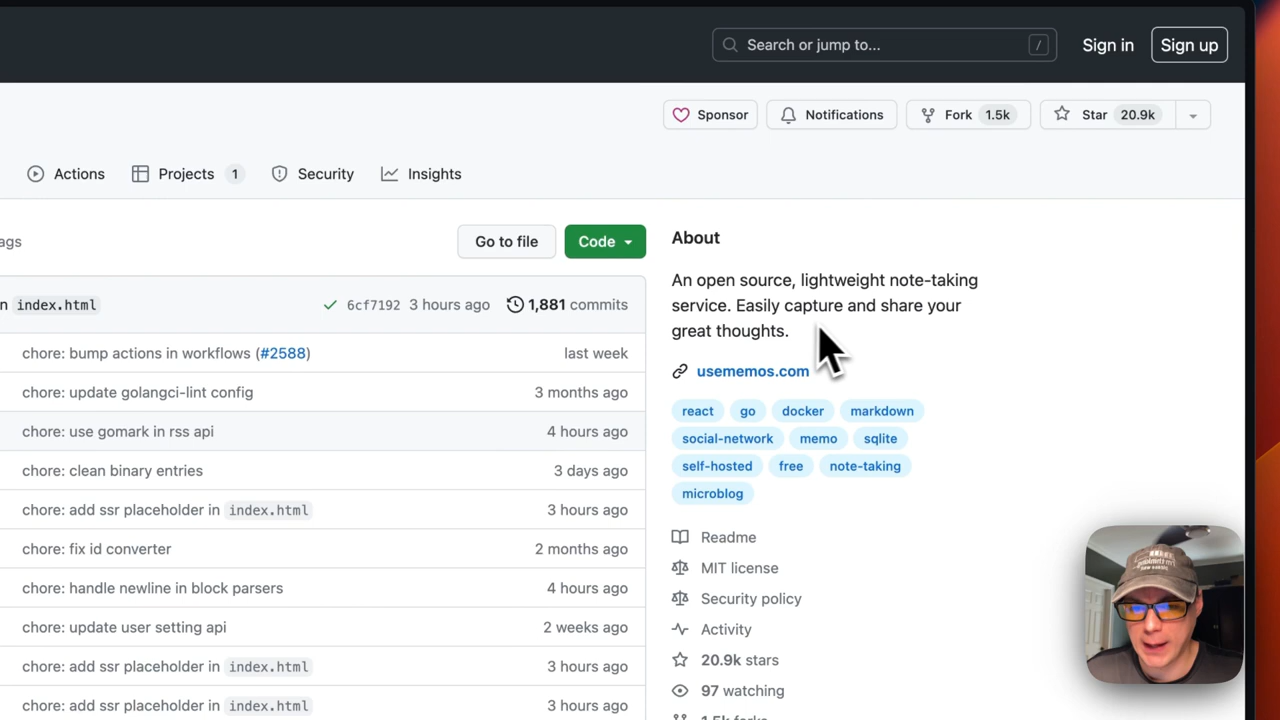 Search or jump to... /
Sign in
Sign up
Sponsor
Notifications
Fork 1.5k
Star 20.9k
Actions
Projects 1
Security
Insights
ags
Go to file
Code
n index.html
6cf7192 3 hours ago
1,881 commits
chore: bump actions in workflows (#2588) last week
chore: update golangci-lint config 3 months ago
chore: use gomark in rss api 4 hours ago
chore: clean binary entries 3 days ago
chore: add ssr placeholder in index.html 3 hours ago
chore: fix id converter 2 months ago
chore: handle newline in block parsers 4 hours ago
chore: update user setting api 2 weeks ago
chore: add ssr placeholder in index.html 3 hours ago
chore: add ssr placeholder in index.html 3 hours ago
About
An open source, lightweight note-taking
service. Easily capture and share your
great thoughts.
usememos.com
react go docker markdown
social-network memo sqlite
self-hosted free note-taking
microblog
Readme
MIT license
Security policy
Activity
20.9k stars
97 watching
1.5k forks